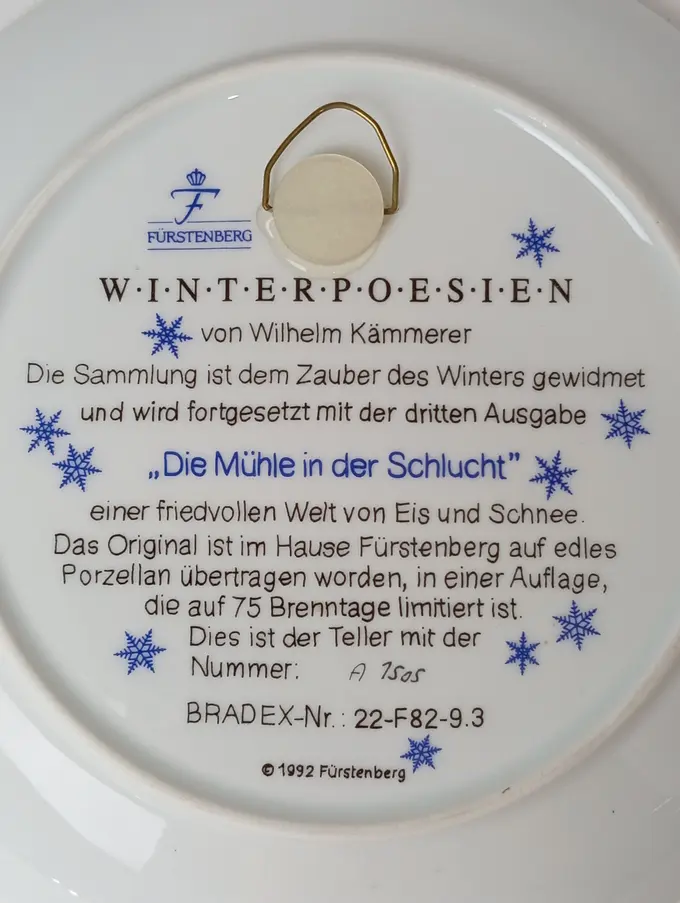 F
FÜRSTENBERG
W·I·N·T·E·R·P·O·E·S·I·E·N
von Wilhelm Kämmerer
Die Sammlung ist dem Zauber des Winters gewidmet
und wird fortgesetzt mit der dritten Ausgabe
„Die Mühle in der Schlucht”
einer friedvollen Welt von Eis und Schnee.
Das Original ist im Hause Fürstenberg auf edles
Porzellan übertragen worden, in einer Auflage,
die auf 75 Brenntage limitiert ist.
Dies ist der Teller mit der
Nummer: A 1505
BRADEX-Nr.: 22-F82-9.3
© 1992 Fürstenberg